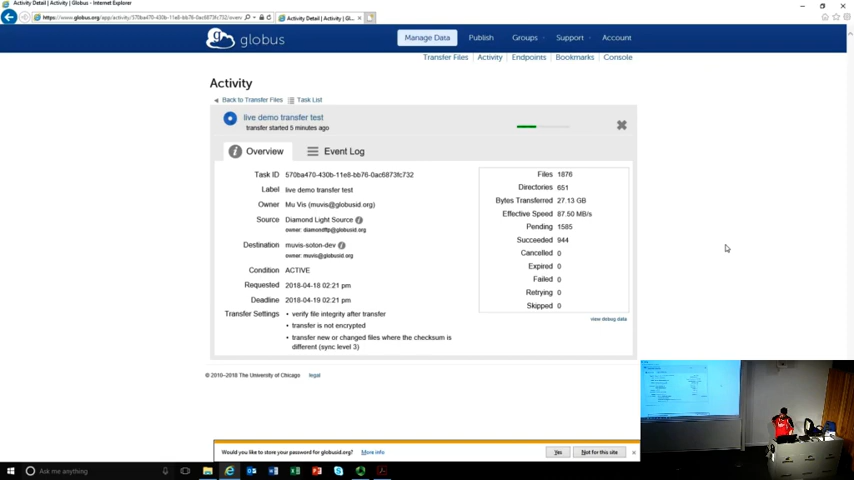 Activity Detail | Activity | Globus - Internet Explorer
https://www.globus.org/app/activity/570ba470-430b-11e8-bb76-0ac6873fc732/overv
Activity Detail | Activity | Gl...
globus
Manage Data
Publish
Groups
Support
Account
Transfer Files
Activity
Endpoints
Bookmarks
Console
Activity
Back to Transfer Files
Task List
live demo transfer test
transfer started 5 minutes ago
Overview
Event Log
Task ID 570ba470-430b-11e8-bb76-0ac6873fc732
Label live demo transfer test
Owner Mu Vis (muvis@globusid.org)
Source Diamond Light Source
owner: diamondftp@globusid.org
Destination muvis-soton-dev
owner: muvis@globusid.org
Condition ACTIVE
Requested 2018-04-18 02:21 pm
Deadline 2018-04-19 02:21 pm
Transfer Settings • verify file integrity after transfer
• transfer is not encrypted
• transfer new or changed files where the checksum is
different (sync level 3)
Files 1876
Directories 651
Bytes Transferred 27.13 GB
Effective Speed 87.50 MB/s
Pending 1585
Succeeded 944
Cancelled 0
Expired 0
Failed 0
Retrying 0
Skipped 0
view debug data
© 2010-2018 The University of Chicago legal
Would you like to store your password for globusid.org? More info
Yes
Not for this site
Ask me anything